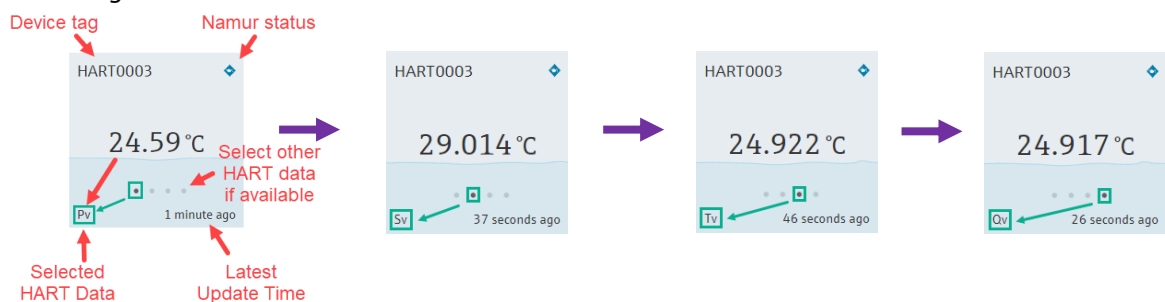 Device tag
Namur status
HART0003
24.59 °C
Select other
HART data
if available
Pv
1 minute ago
Selected
HART Data
Latest
Update Time
HART0003
29.014 °C
Sv
37 seconds ago
HART0003
24.922 °C
Tv
46 seconds ago
HART0003
24.917 °C
Qv
26 seconds ago